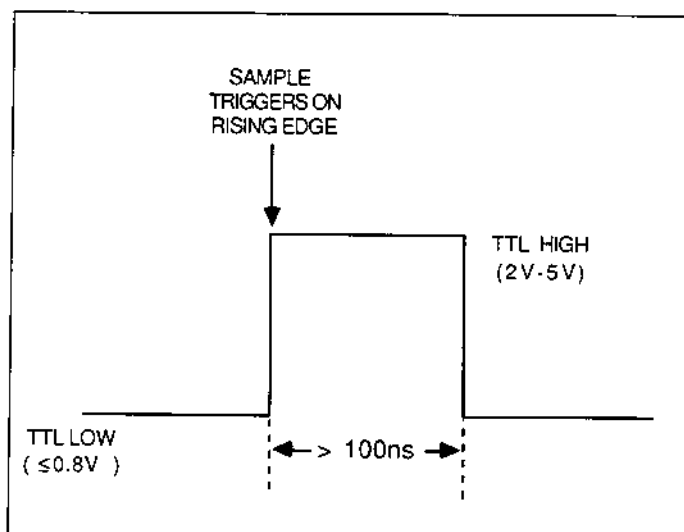 SAMPLE
TRIGGERS ON
RISING EDGE
TTL HIGH
(2V-5V)
TTL LOW
( ≤0.8V )
> 100ns